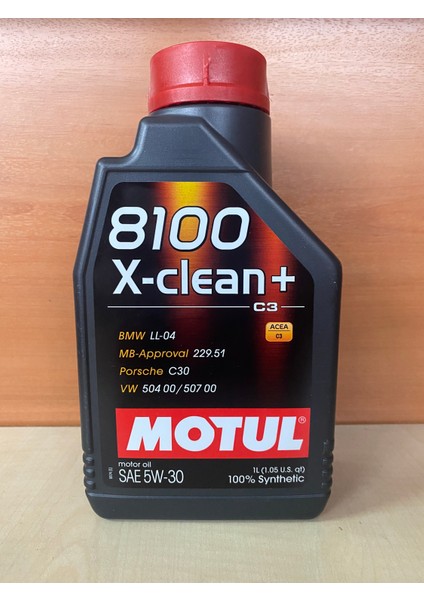 8100
X-clean+
C3
ACEA
C3
BMW LL-04
MB-Approval 229.51
Porsche C30
VW 504 00/507 00
MOTUL®
motor oil
SAE 5W-30
1L (1.05 U.S. qt)
100% Synthetic